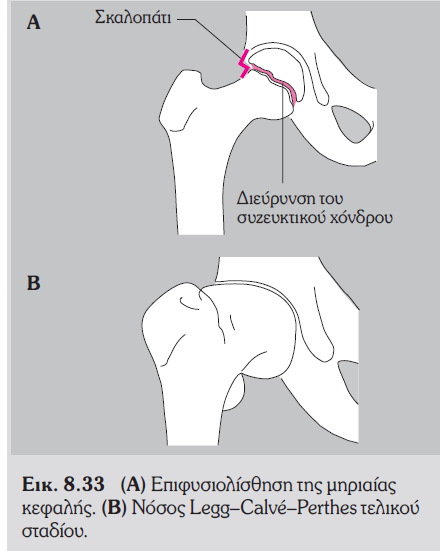 Α
Σκαλοπάτι
Διεύρυνση του
συζευκτικού χόνδρου
Β
Εικ. 8.33 (Α) Επιφυσιολίσθηση της μηριαίας
κεφαλής. (Β) Νόσος Legg–Calvé–Perthes τελικού
σταδίου.